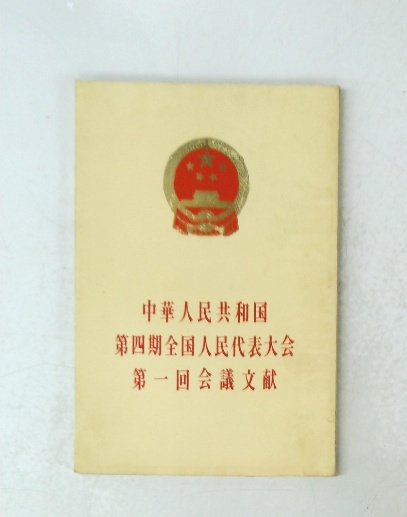 中華人民共和国
第四期全国人民代表大会
第一回会議文献